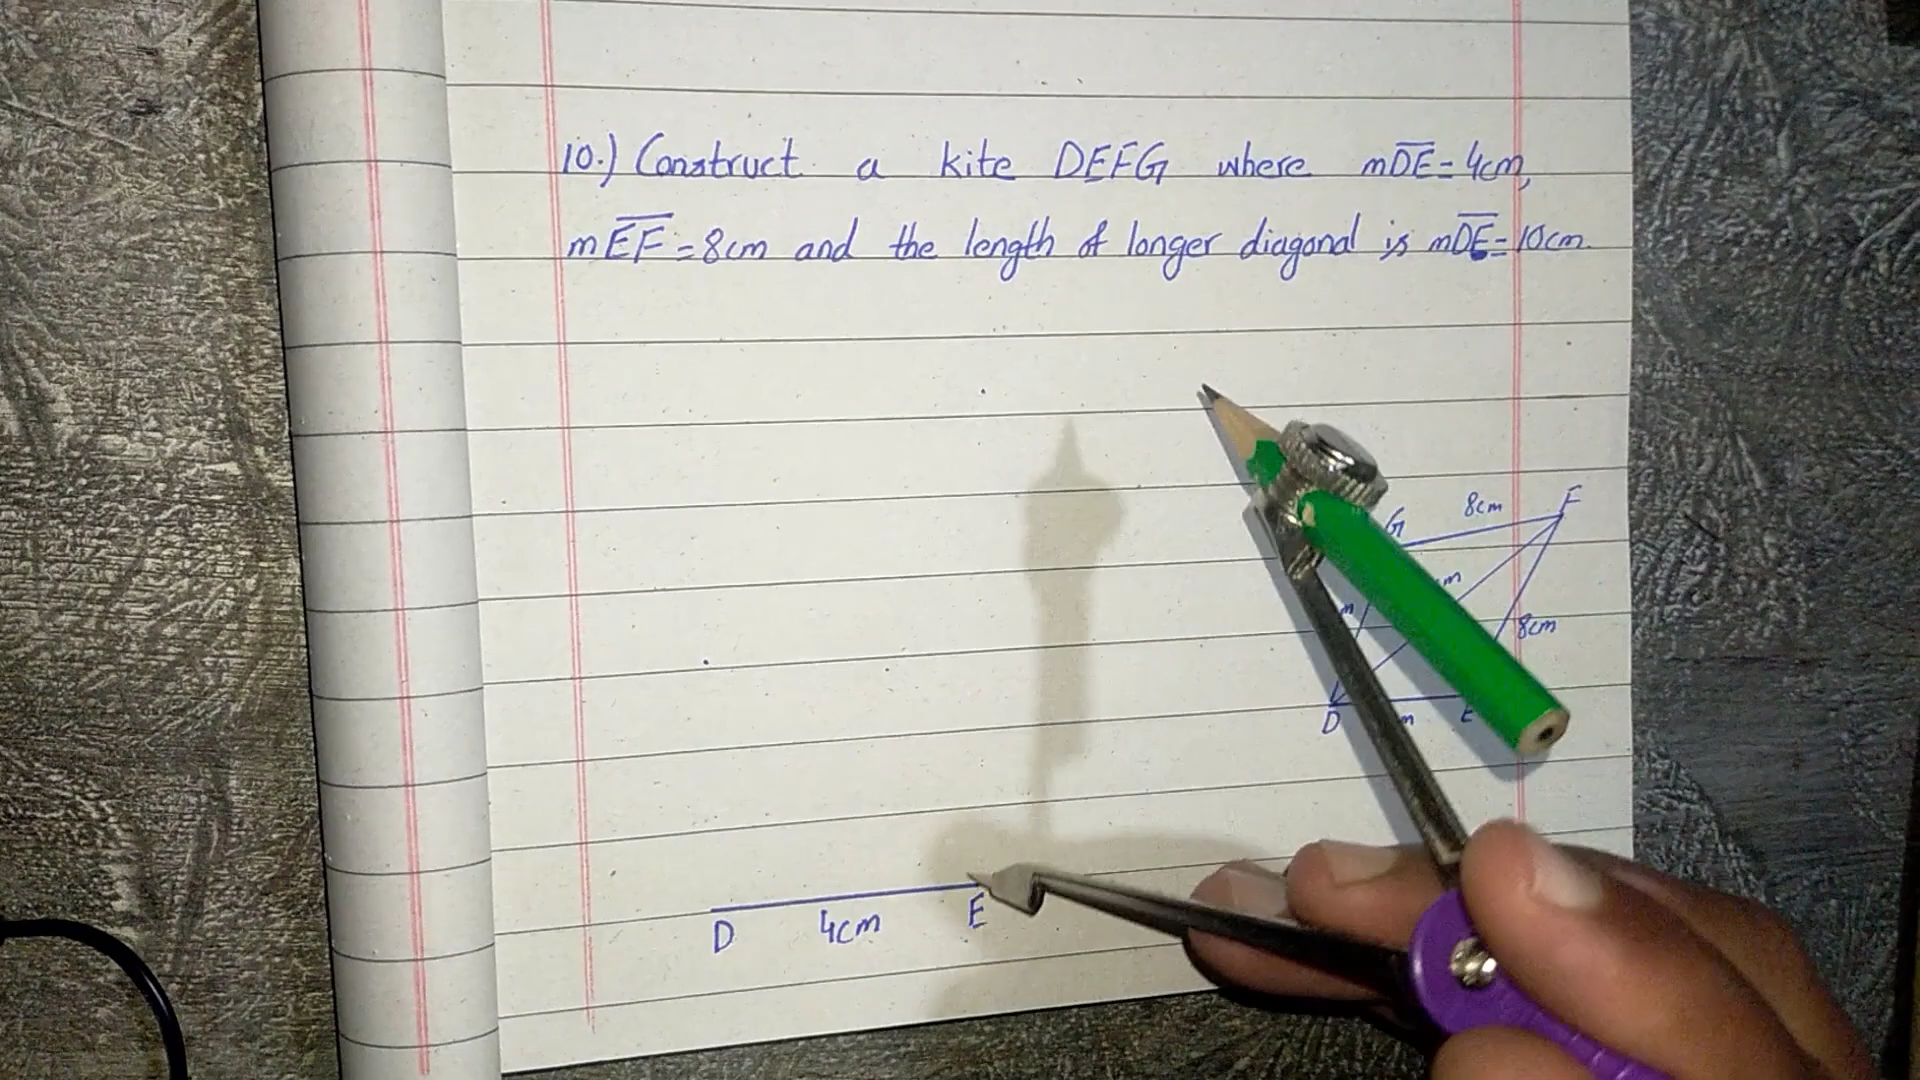 10.) Construct a kite DEFG where mDE = 4cm,
mEF = 8cm and the length of longer diagonal is mDE = 10cm.
8cm F
G
m
m
8cm
D m E
D 4cm E